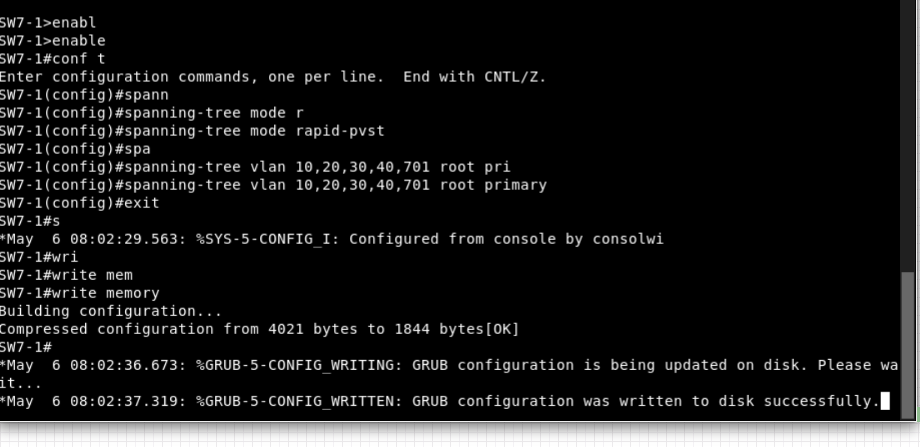 SW7-1>enabl
SW7-1>enable
SW7-1#conf t
Enter configuration commands, one per line.  End with CNTL/Z.
SW7-1(config)#spann
SW7-1(config)#spanning-tree mode r
SW7-1(config)#spanning-tree mode rapid-pvst
SW7-1(config)#spa
SW7-1(config)#spanning-tree vlan 10,20,30,40,701 root pri
SW7-1(config)#spanning-tree vlan 10,20,30,40,701 root primary
SW7-1(config)#exit
SW7-1#s
*May  6 08:02:29.563: %SYS-5-CONFIG_I: Configured from console by consolwi
SW7-1#wri
SW7-1#write mem
SW7-1#write memory
Building configuration...
Compressed configuration from 4021 bytes to 1844 bytes[OK]
SW7-1#
*May  6 08:02:36.673: %GRUB-5-CONFIG_WRITING: GRUB configuration is being updated on disk. Please wa
it...
*May  6 08:02:37.319: %GRUB-5-CONFIG_WRITTEN: GRUB configuration was written to disk successfully.